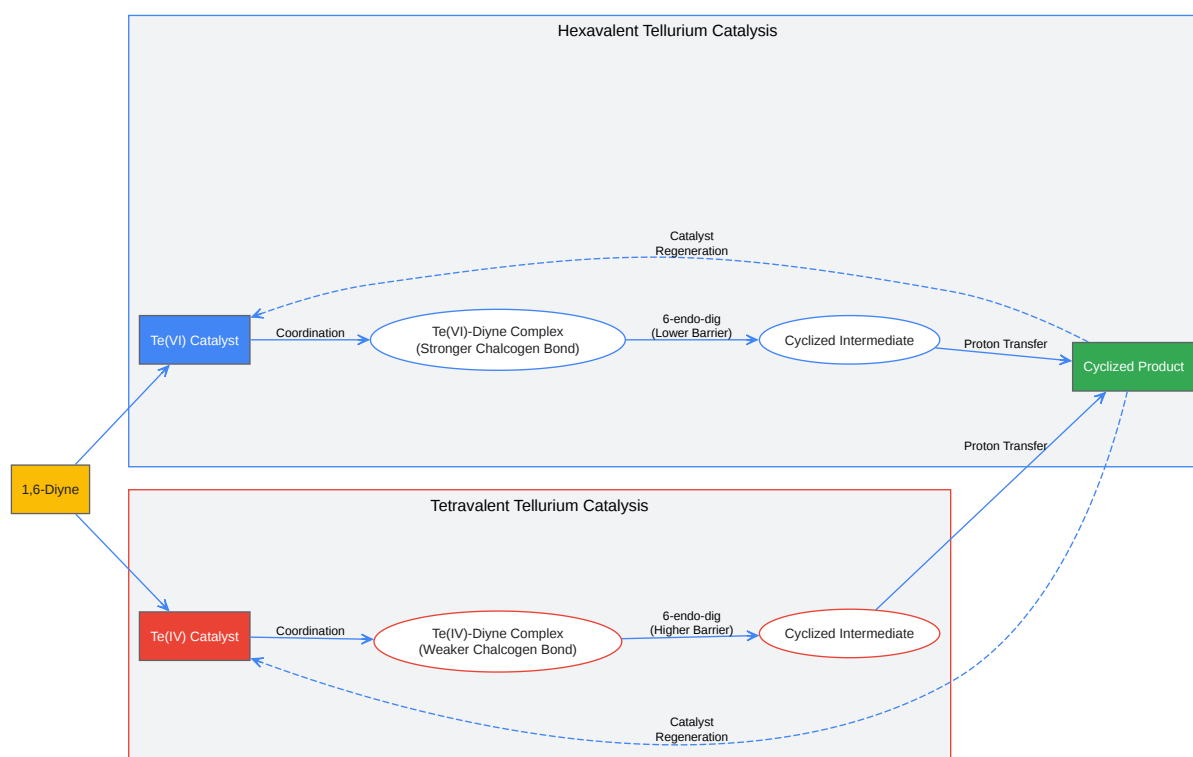 Hexavalent Tellurium Catalysis
Catalyst
Regeneration
Te(VI) Catalyst
Coordination
Te(VI)-Diyne Complex
(Stronger Chalcogen Bond)
6-endo-dig
(Lower Barrier)
Cyclized Intermediate
Proton Transfer
Cyclized Product
Proton Transfer
1,6-Diyne
Tetravalent Tellurium Catalysis
Te(IV) Catalyst
Coordination
Te(IV)-Diyne Complex
(Weaker Chalcogen Bond)
6-endo-dig
(Higher Barrier)
Cyclized Intermediate
Catalyst
Regeneration